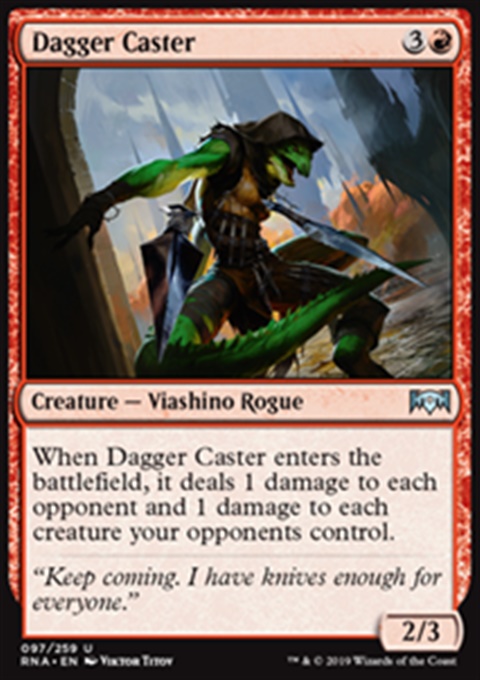 Dagger Caster 3
Creature — Viashino Rogue
When Dagger Caster enters the
battlefield, it deals 1 damage to each
opponent and 1 damage to each
creature your opponents control.
“Keep coming. I have knives enough for
everyone.”
2/3
097/259 U
RNA • EN Viktor Titov
™ & © 2019 Wizards of the Coast